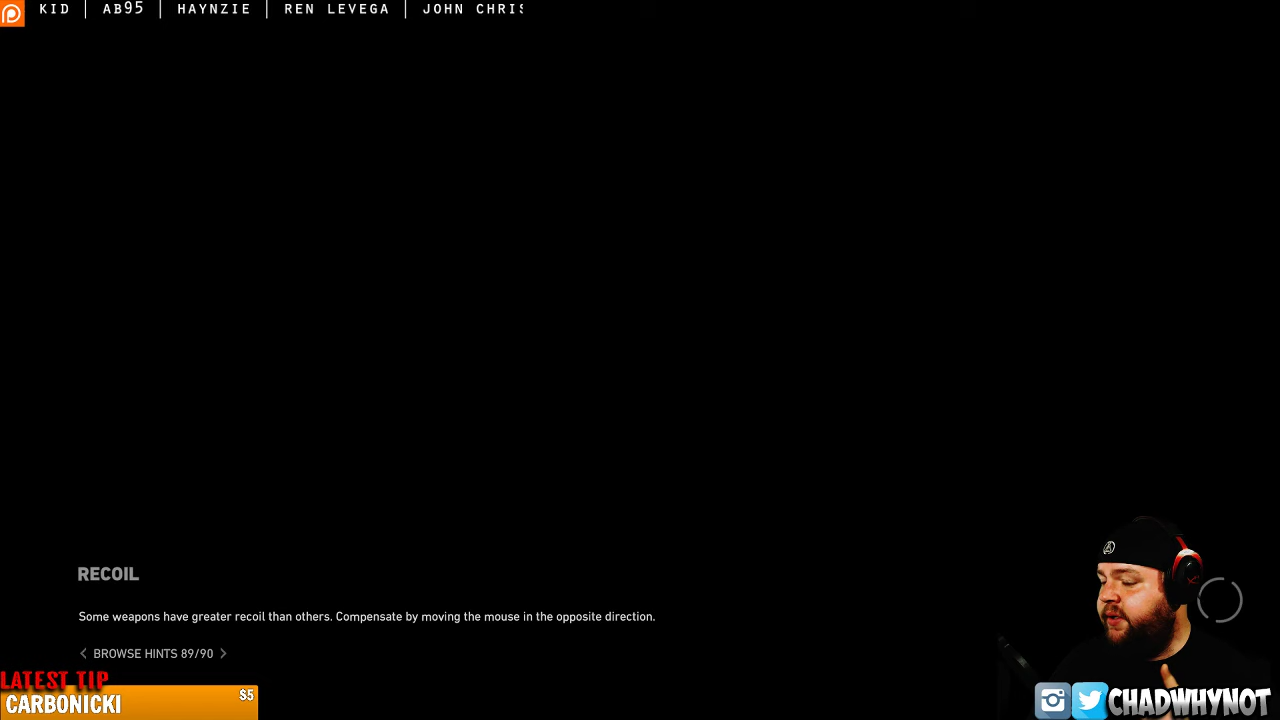 KID | AB95 | HAYNZIE | REN LEVEGA | JOHN CHRIS
RECOIL
Some weapons have greater recoil than others. Compensate by moving the mouse in the opposite direction.
< BROWSE HINTS 89/90 >
LATEST TIP
CARBONICKI $5
CHADWHYNOT